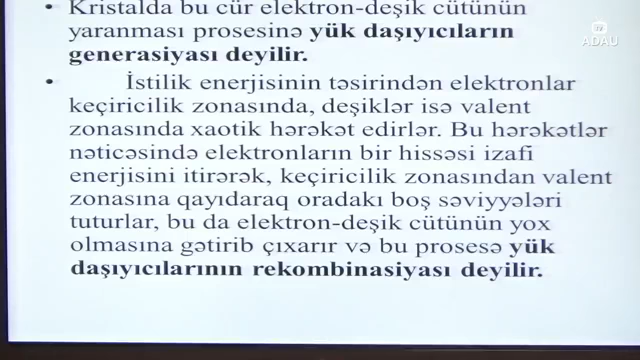 • Kristalda bu cür elektron-deşik cütünün
yaranması prosesinə yük daşıyıcıların
generasiyası deyilir.
• İstilik enerjisinin təsirindən elektronlar
keçiricilik zonasında, deşiklər isə valent
zonasında xaotik hərəkət edirlər. Bu hərəkətlər
nəticəsində elektronların bir hissəsi izafi
enerjisini itirərək, keçiricilik zonasından valent
zonasına qayıdaraq oradakı boş səviyyələri
tuturlar, bu da elektron-deşik cütünün yox
olmasına gətirib çıxarır və bu prosesə yük
daşıyıcılarının rekombinasiyası deyilir.
tv
ADAU